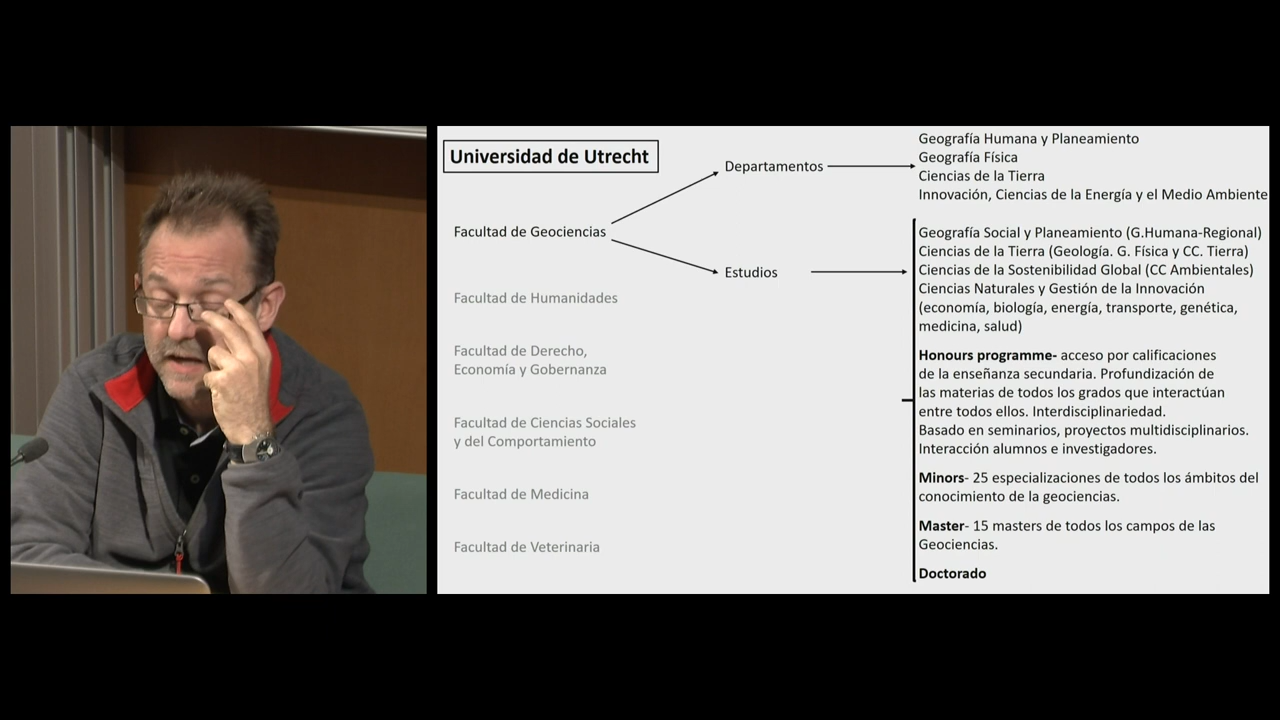 Universidad de Utrecht
Facultad de Geociencias
Facultad de Humanidades
Facultad de Derecho,
Economía y Gobernanza
Facultad de Ciencias Sociales
y del Comportamiento
Facultad de Medicina
Facultad de Veterinaria
Departamentos
Estudios
Geografía Humana y Planeamiento
Geografía Física
Ciencias de la Tierra
Innovación, Ciencias de la Energía y el Medio Ambiente
Geografía Social y Planeamiento (G.Humana-Regional)
Ciencias de la Tierra (Geología. G. Física y CC. Tierra)
Ciencias de la Sostenibilidad Global (CC Ambientales)
Ciencias Naturales y Gestión de la Innovación
(economía, biología, energía, transporte, genética,
medicina, salud)
Honours programme- acceso por calificaciones
de la enseñanza secundaria. Profundización de
las materias de todos los grados que interactúan
entre todos ellos. Interdisciplinariedad.
Basado en seminarios, proyectos multidisciplinarios.
Interacción alumnos e investigadores.
Minors- 25 especializaciones de todos los ámbitos del
conocimiento de la geociencias.
Master- 15 masters de todos los campos de las
Geociencias.
Doctorado